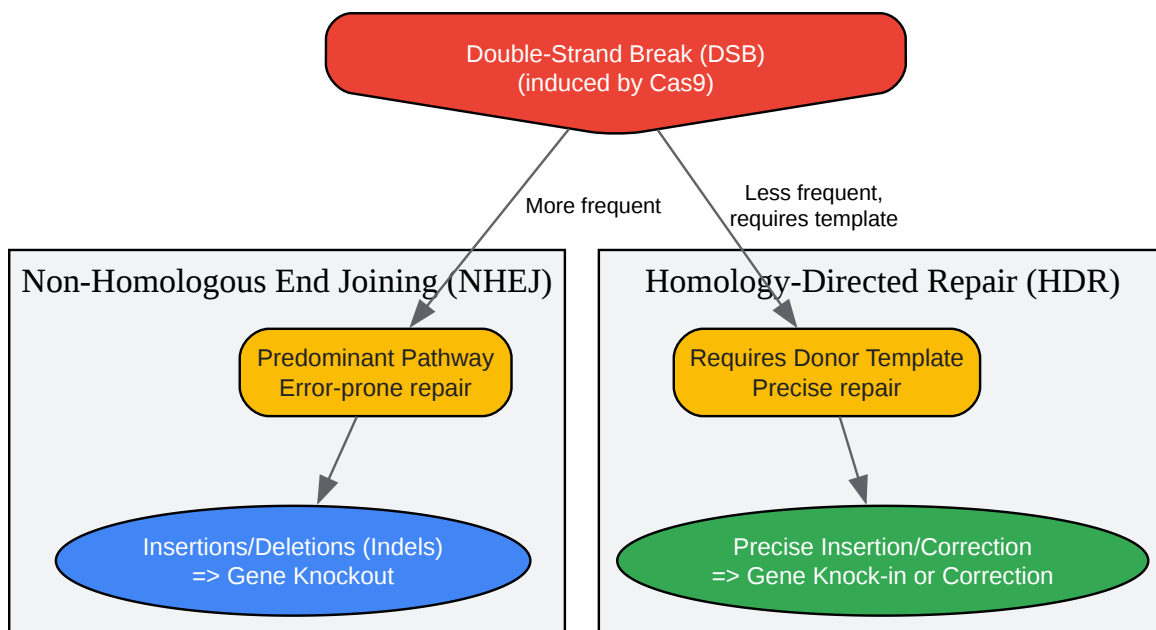 Double-Strand Break (DSB)
(induced by Cas9)
More frequent
Less frequent,
requires template
Non-Homologous End Joining (NHEJ)
Predominant Pathway
Error-prone repair
Insertions/Deletions (Indels)
=> Gene Knockout
Homology-Directed Repair (HDR)
Requires Donor Template
Precise repair
Precise Insertion/Correction
=> Gene Knock-in or Correction